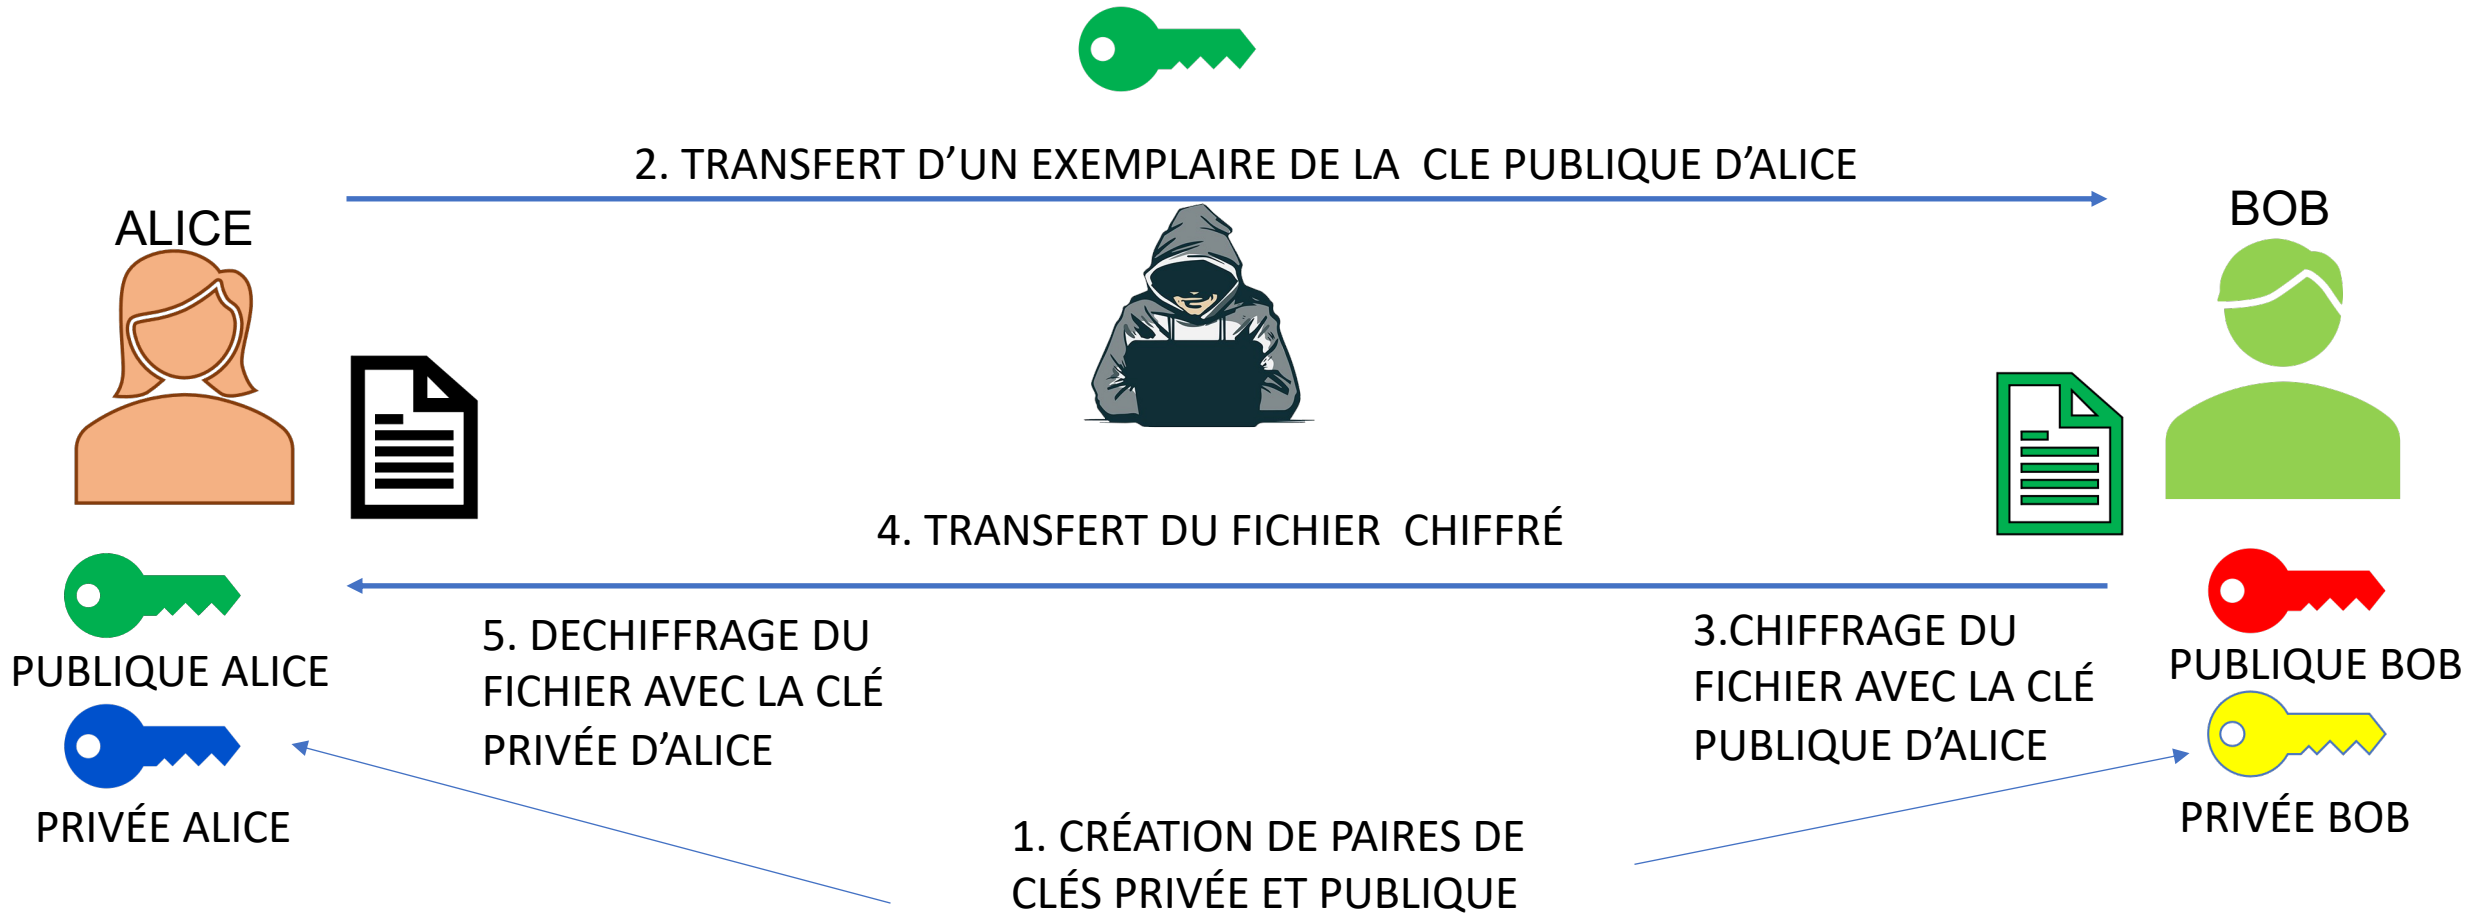 2. TRANSFERT D’UN EXEMPLAIRE DE LA  CLE PUBLIQUE D’ALICE
ALICE
BOB
4. TRANSFERT DU FICHIER  CHIFFRÉ
PUBLIQUE ALICE
PRIVÉE ALICE
5. DECHIFFRAGE DU
FICHIER AVEC LA CLÉ
PRIVÉE D’ALICE
3.CHIFFRAGE DU
FICHIER AVEC LA CLÉ
PUBLIQUE D’ALICE
PUBLIQUE BOB
PRIVÉE BOB
1. CRÉATION DE PAIRES DE
CLÉS PRIVÉE ET PUBLIQUE